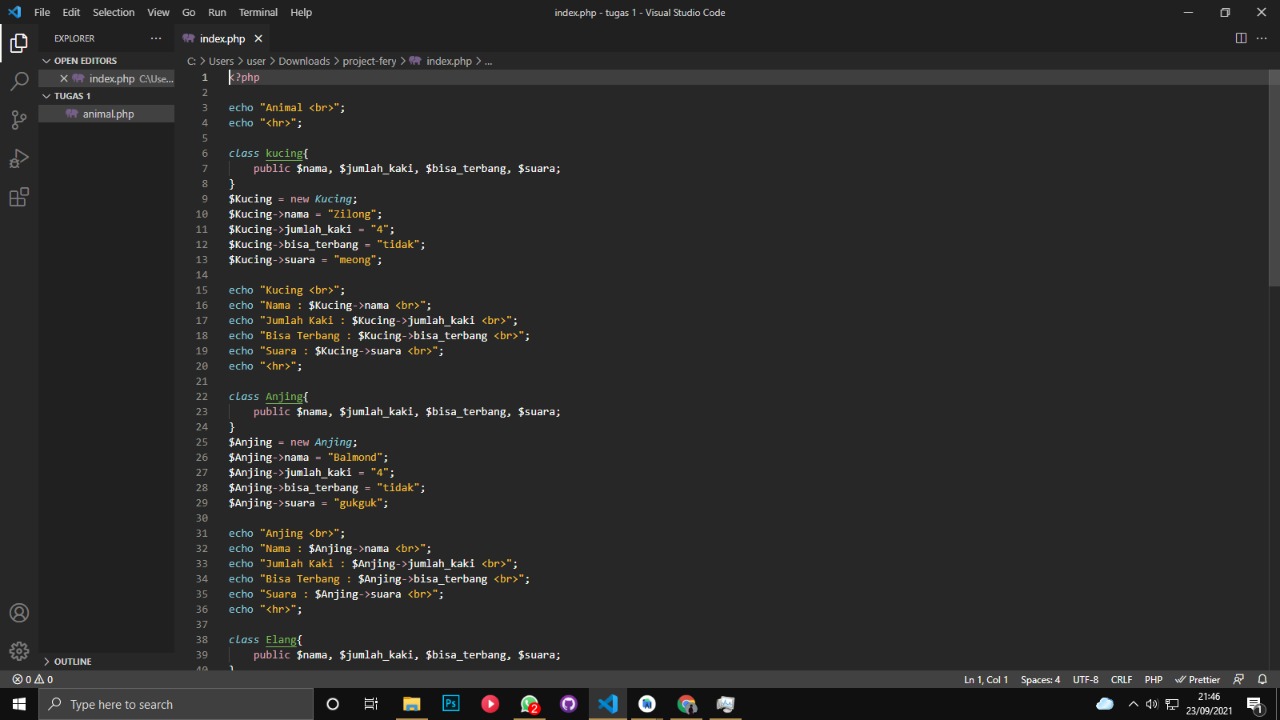 File Edit Selection View Go Run Terminal Help index.php - tugas 1 - Visual Studio Code
EXPLORER ... index.php
OPEN EDITORS
index.php C:\Use...
TUGAS 1
animal.php
C: > Users > user > Downloads > project-fery > index.php > ...
1 <?php
2
3 echo "Animal <br>";
4 echo "<hr>";
5
6 class kucing{
7 public $nama, $jumlah_kaki, $bisa_terbang, $suara;
8 }
9 $Kucing = new Kucing;
10 $Kucing->nama = "Zilong";
11 $Kucing->jumlah_kaki = "4";
12 $Kucing->bisa_terbang = "tidak";
13 $Kucing->suara = "meong";
14
15 echo "Kucing <br>";
16 echo "Nama : $Kucing->nama <br>";
17 echo "Jumlah Kaki : $Kucing->jumlah_kaki <br>";
18 echo "Bisa Terbang : $Kucing->bisa_terbang <br>";
19 echo "Suara : $Kucing->suara <br>";
20 echo "<hr>";
21
22 class Anjing{
23 public $nama, $jumlah_kaki, $bisa_terbang, $suara;
24 }
25 $Anjing = new Anjing;
26 $Anjing->nama = "Balmond";
27 $Anjing->jumlah_kaki = "4";
28 $Anjing->bisa_terbang = "tidak";
29 $Anjing->suara = "gukguk";
30
31 echo "Anjing <br>";
32 echo "Nama : $Anjing->nama <br>";
33 echo "Jumlah Kaki : $Anjing->jumlah_kaki <br>";
34 echo "Bisa Terbang : $Anjing->bisa_terbang <br>";
35 echo "Suara : $Anjing->suara <br>";
36 echo "<hr>";
37
38 class Elang{
39 public $nama, $jumlah_kaki, $bisa_terbang, $suara;
40 }
OUTLINE
0 0 Ln 1, Col 1 Spaces: 4 UTF-8 CRLF PHP Prettier
Type here to search Ps 2 21:46
23/09/2021 1